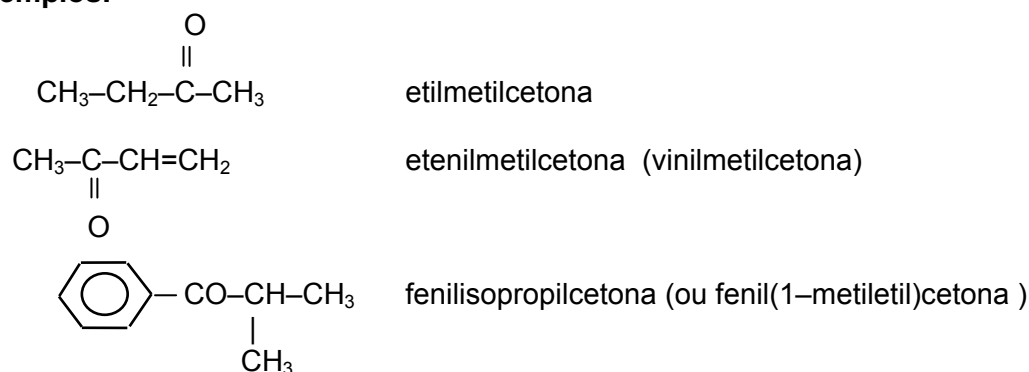 O
||
CH₃–CH₂–C–CH₃ etilmetilcetona
CH₃–C–CH=CH₂ etenilmetilcetona (vinilmetilcetona)
||
O
CO–CH–CH₃ fenilisopropilcetona (ou fenil(1–metiletil)cetona )
|
CH₃